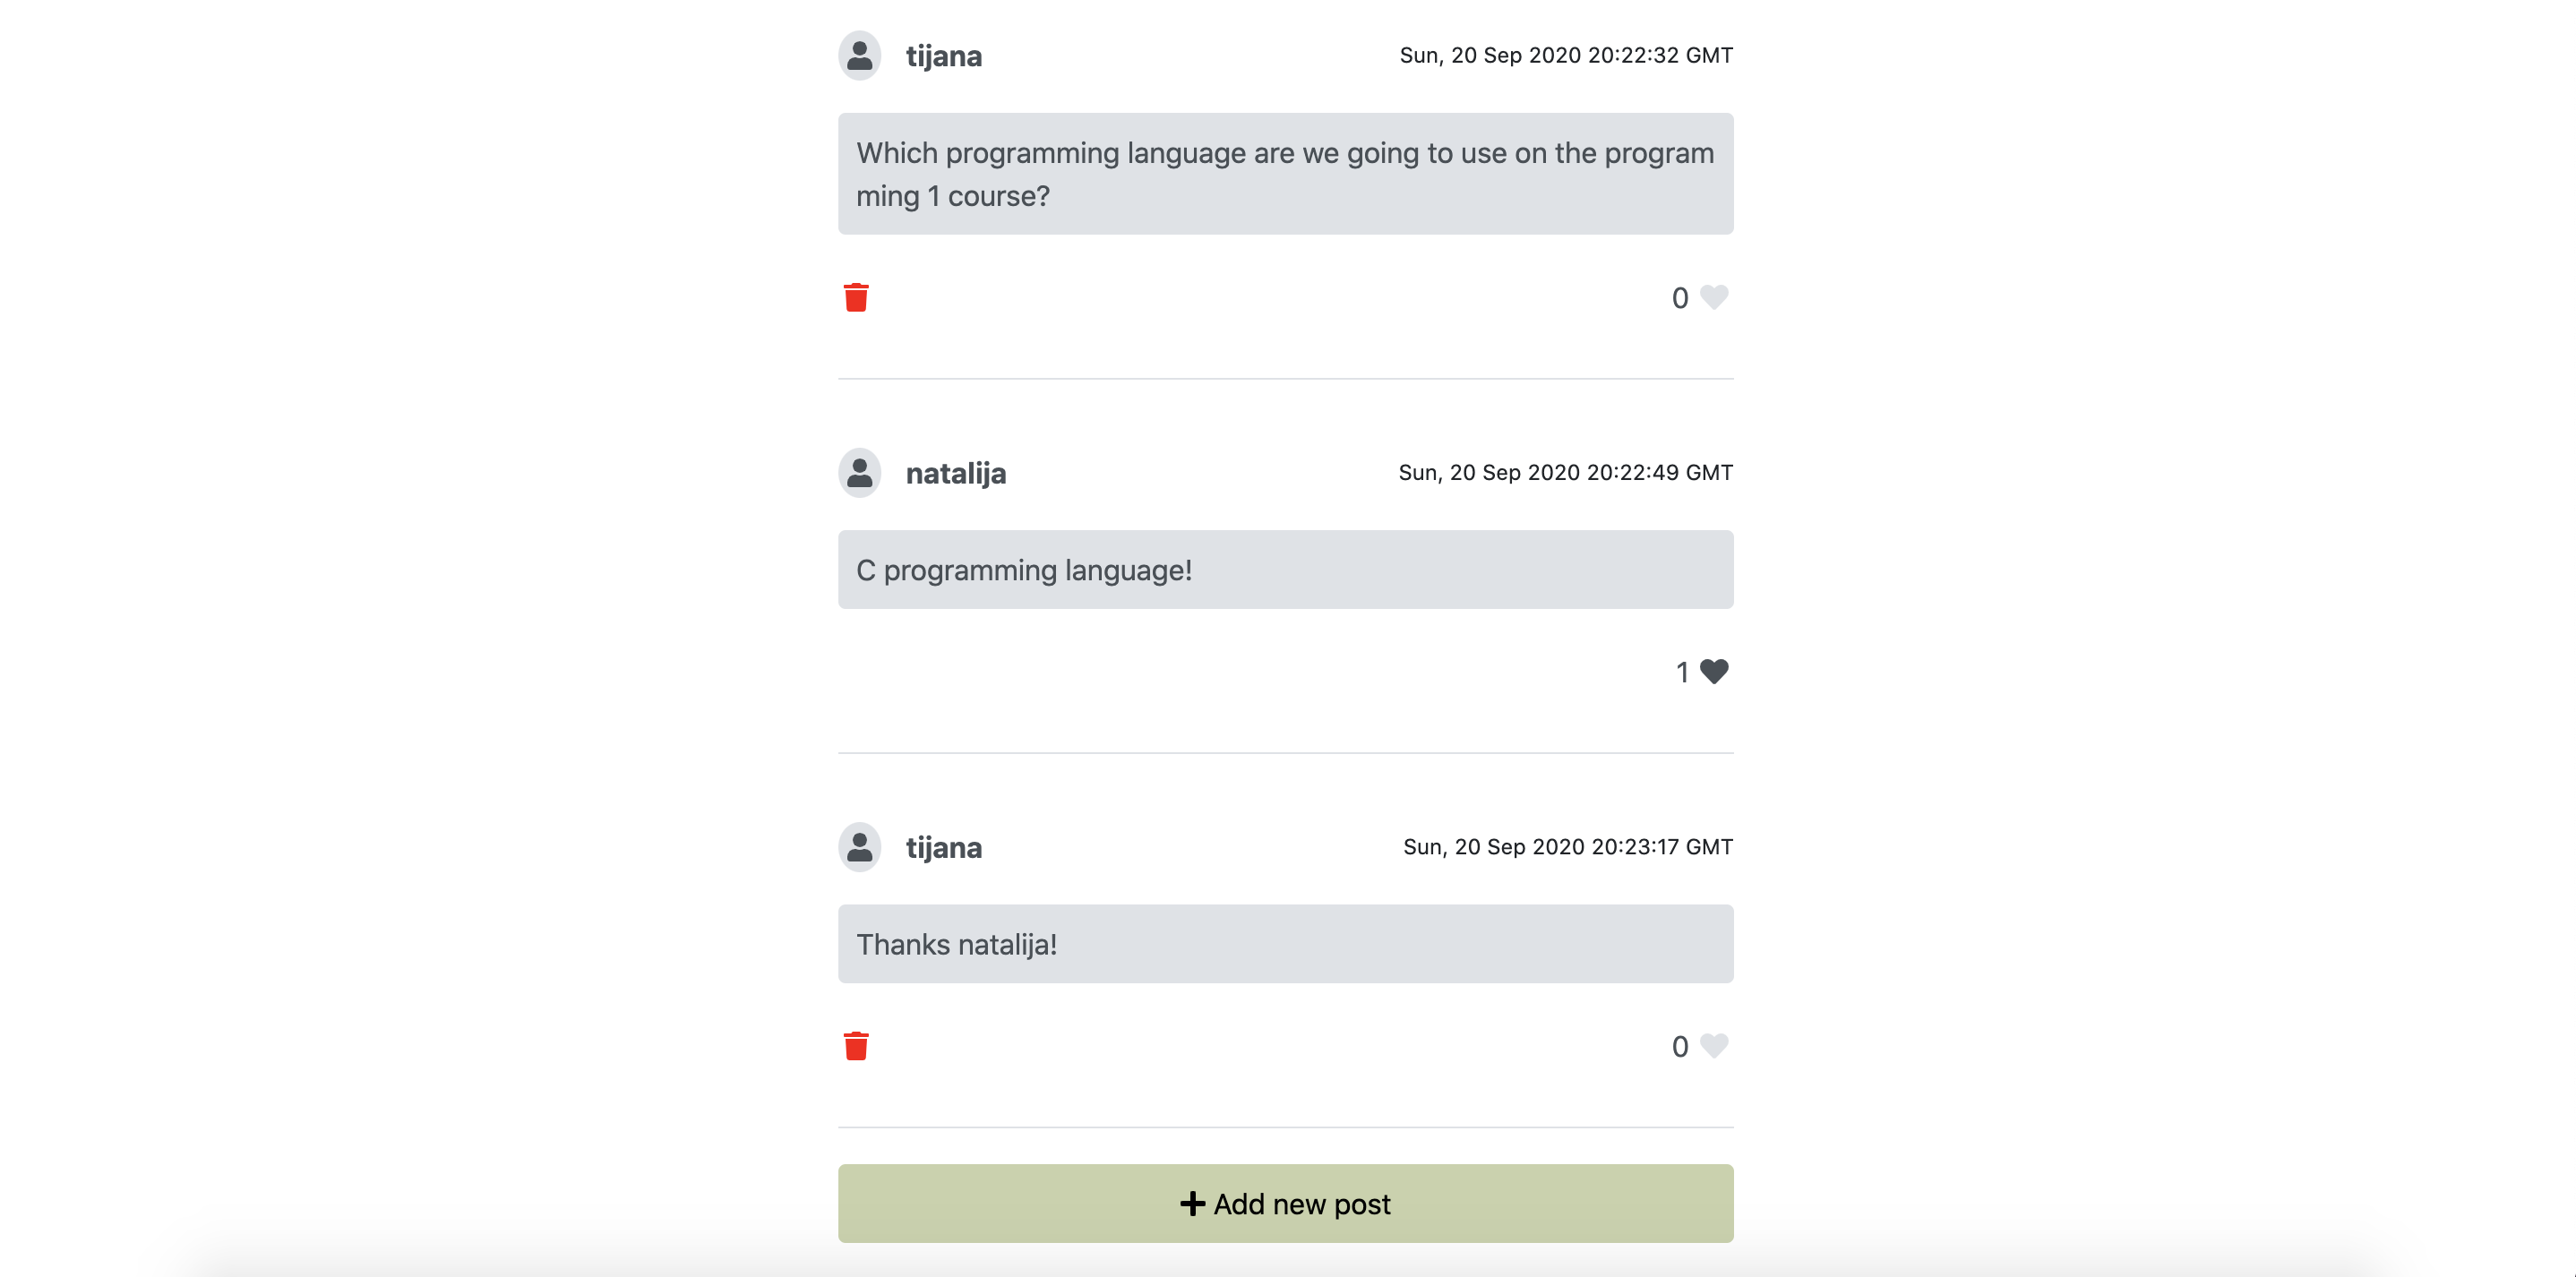 tijana
Sun, 20 Sep 2020 20:22:32 GMT
Which programming language are we going to use on the program
ming 1 course?
0
natalija
Sun, 20 Sep 2020 20:22:49 GMT
C programming language!
1
tijana
Sun, 20 Sep 2020 20:23:17 GMT
Thanks natalija!
0
Add new post